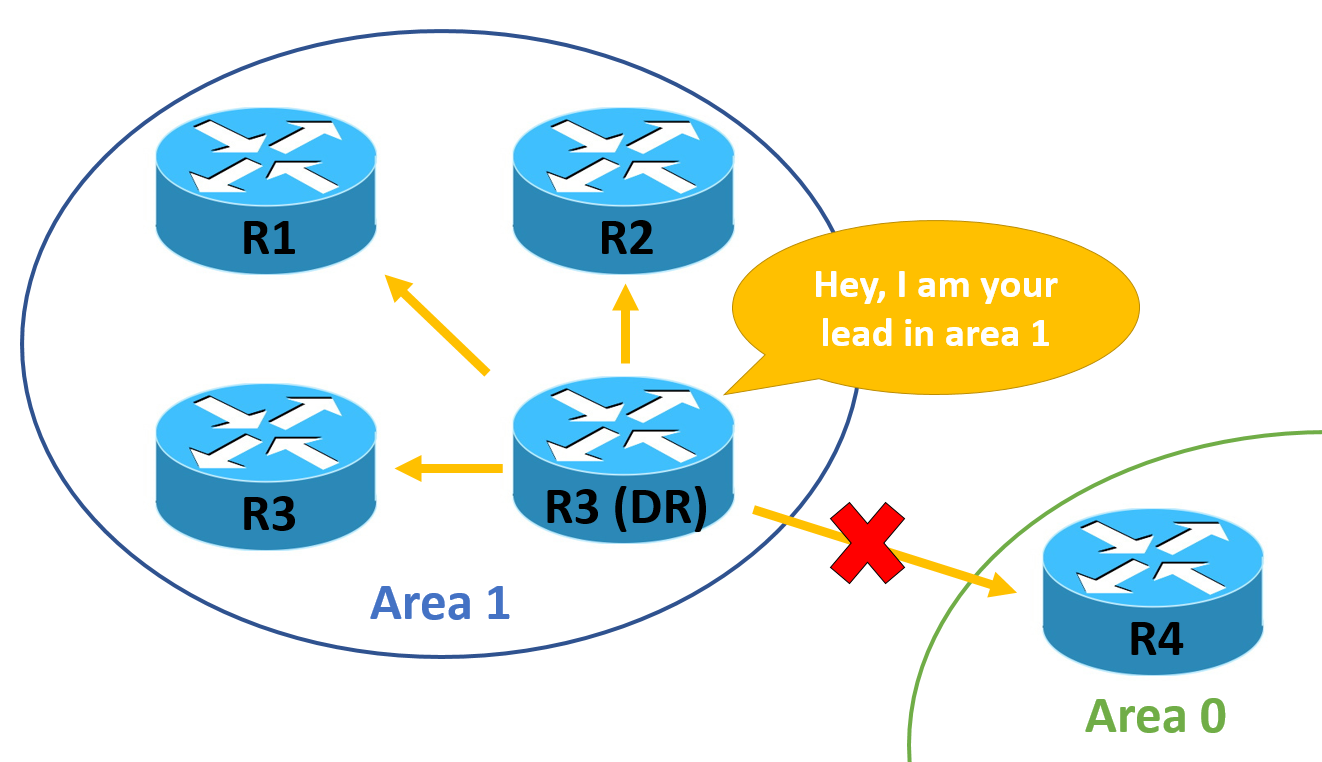 R1
R2
Hey, I am your
lead in area 1
R3
R3 (DR)
Area 1
R4
Area 0